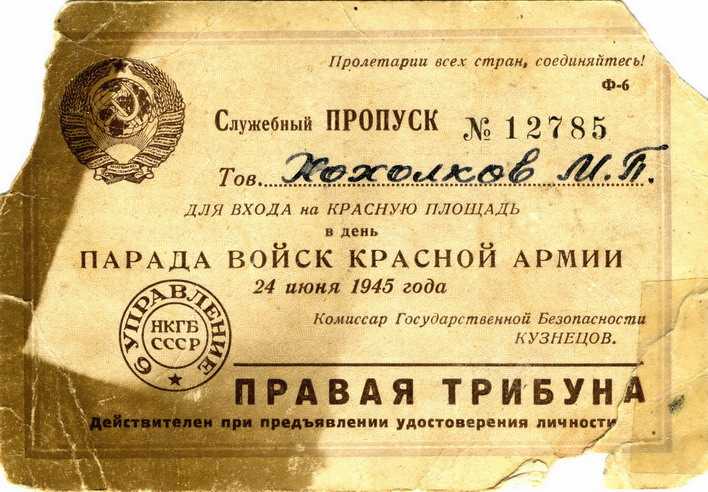 Пролетарии всех стран, соединяйтесь!
Ф-6
Служебный ПРОПУСК № 12785
Тов. Хохолков М.П.
ДЛЯ ВХОДА на КРАСНУЮ ПЛОЩАДЬ
в день
ПАРАДА ВОЙСК КРАСНОЙ АРМИИ
24 июня 1945 года
6 УПРАВЛЕНИЕ
НКГБ
СССР
Комиссар Государственной Безопасности
КУЗНЕЦОВ.
ПРАВАЯ ТРИБУНА
Действителен при предъявлении удостоверения личности